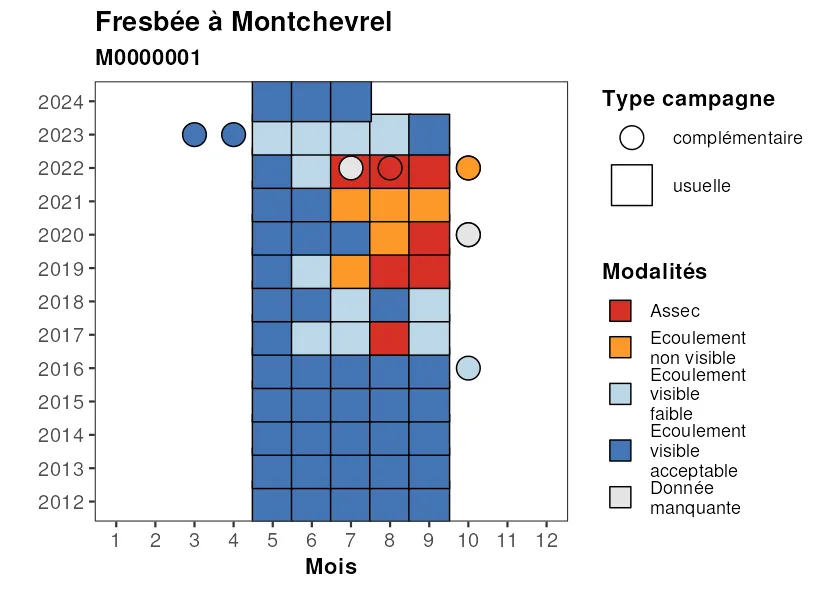 Fresbée à Montchevrel
M0000001
2024
2023
2022
2021
2020
2019
2018
2017
2016
2015
2014
2013
2012
1 2 3 4 5 6 7 8 9 10 11 12
Mois
Type campagne
complémentaire
usuelle
Modalités
Assec
Ecoulement
non visible
Ecoulement
visible
faible
Ecoulement
visible
acceptable
Donnée
manquante